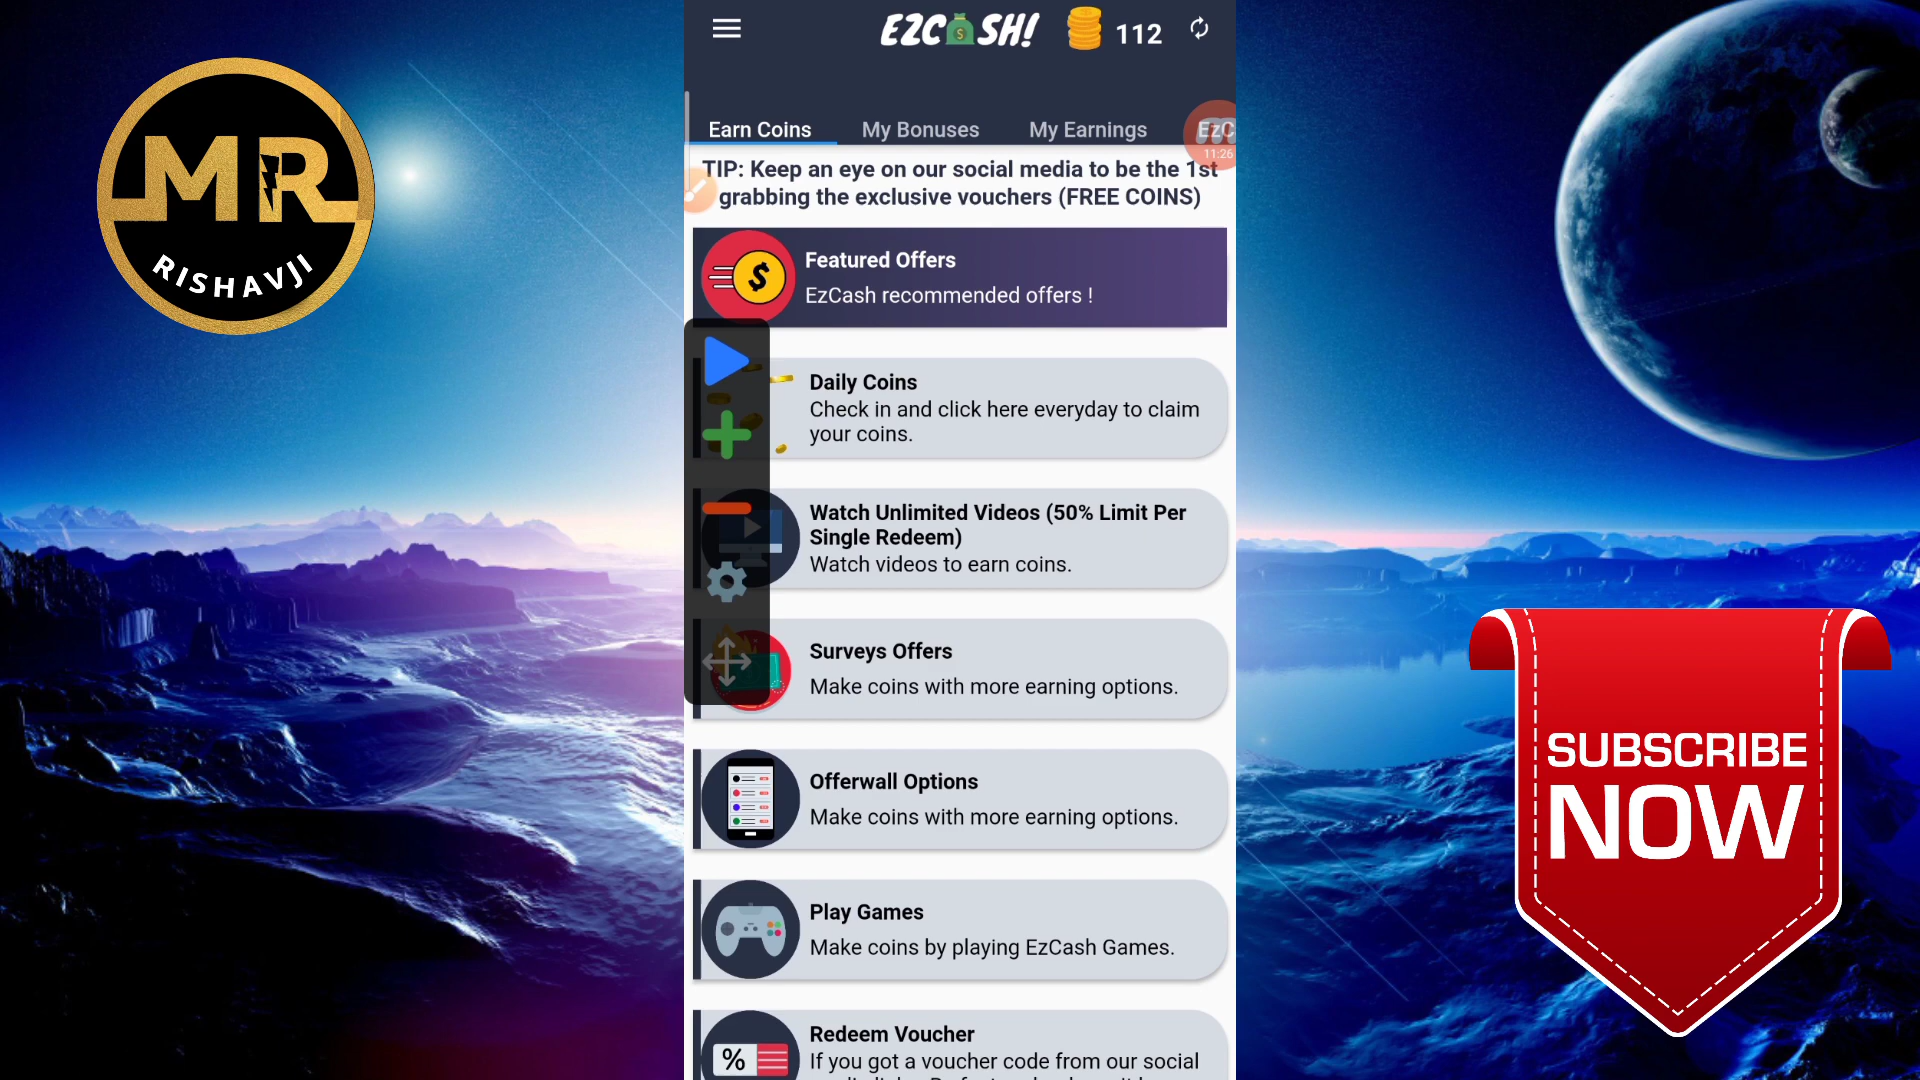 MR
RISHAVJI
EZCASH!
112
Earn Coins
My Bonuses
My Earnings
EzC
11:26
TIP: Keep an eye on our social media to be the 1st
grabbing the exclusive vouchers (FREE COINS)
Featured Offers
EzCash recommended offers !
Daily Coins
Check in and click here everyday to claim
your coins.
Watch Unlimited Videos (50% Limit Per
Single Redeem)
Watch videos to earn coins.
Surveys Offers
Make coins with more earning options.
Offerwall Options
Make coins with more earning options.
Play Games
Make coins by playing EzCash Games.
Redeem Voucher
If you got a voucher code from our social
SUBSCRIBE
NOW